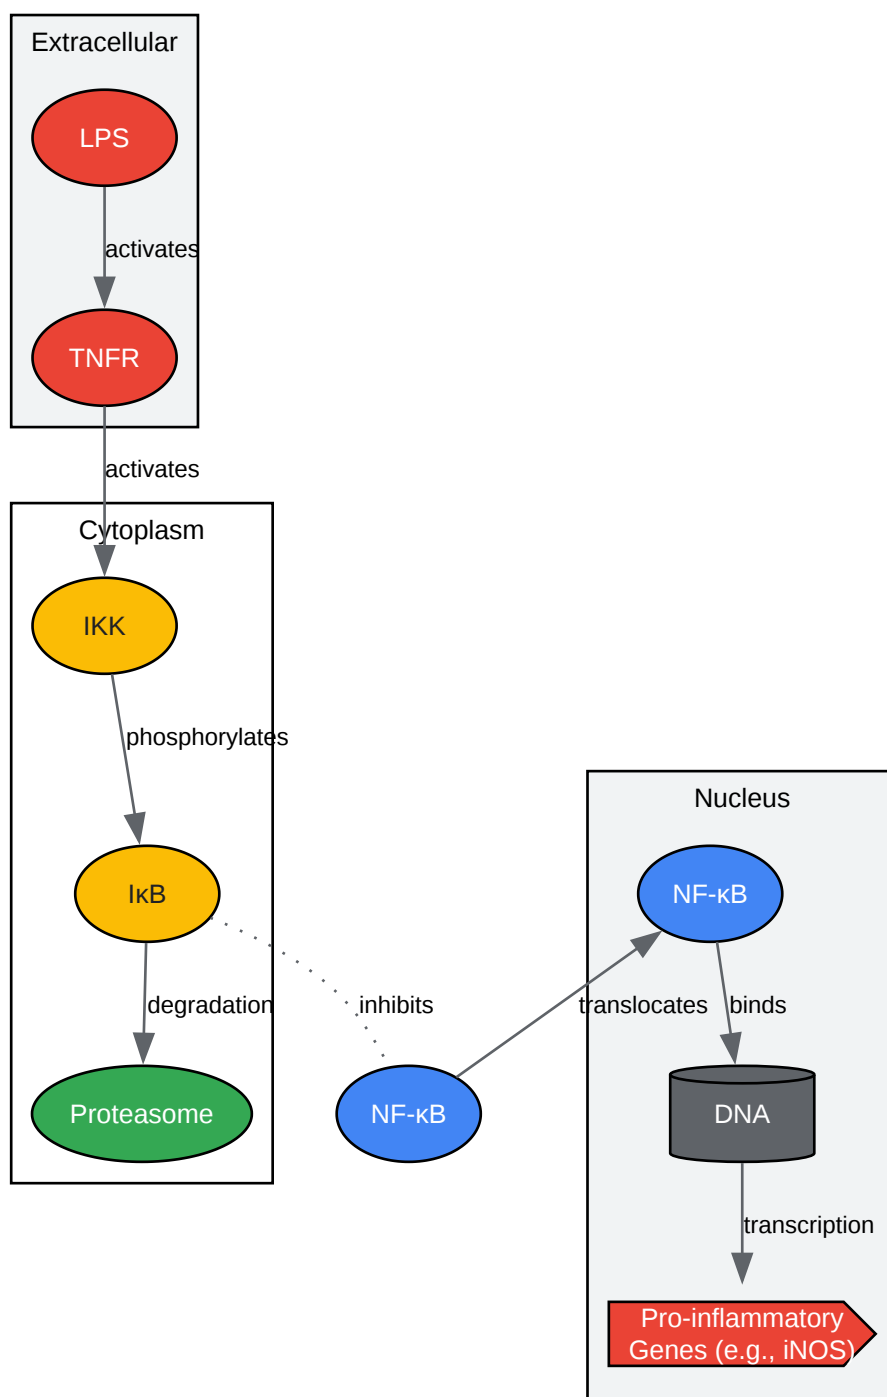 Extracellular
LPS
activates
TNFR
activates
Cytoplasm
IKK
phosphorylates
IκB
degradation
inhibits
Proteasome
NF-κB
Nucleus
NF-κB
translocates
binds
DNA
transcription
Pro-inflammatory
Genes (e.g., iNOS)